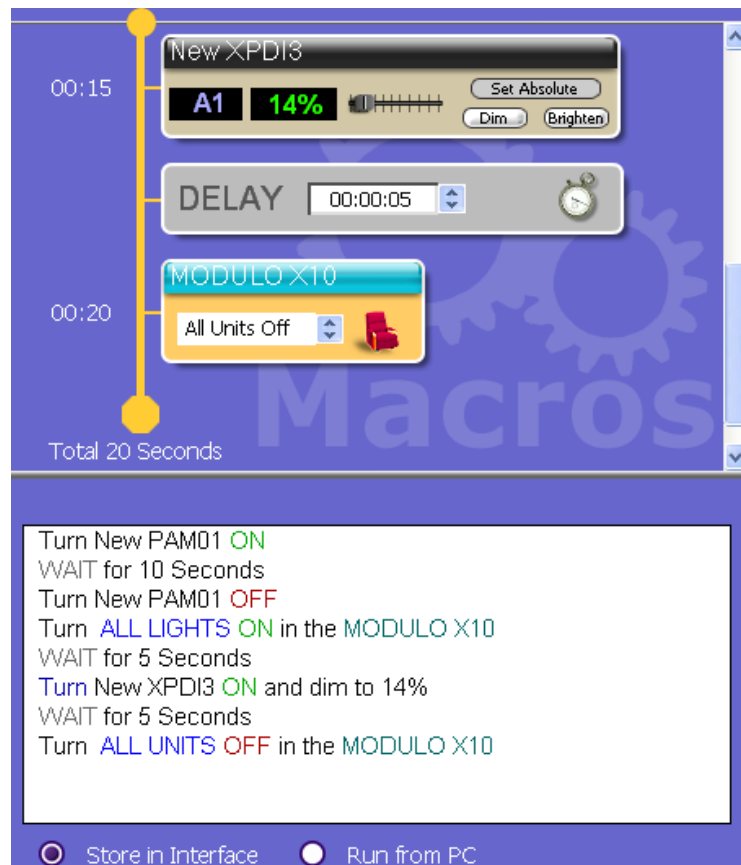 New XPDI3
00:15
A1 14% Set Absolute
Dim Brighten
DELAY 00:00:05
MODULO X10
00:20
All Units Off
Macros
Total 20 Seconds
Turn New PAM01 ON
WAIT for 10 Seconds
Turn New PAM01 OFF
Turn ALL LIGHTS ON in the MODULO X10
WAIT for 5 Seconds
Turn New XPDI3 ON and dim to 14%
WAIT for 5 Seconds
Turn ALL UNITS OFF in the MODULO X10
Store in Interface Run from PC